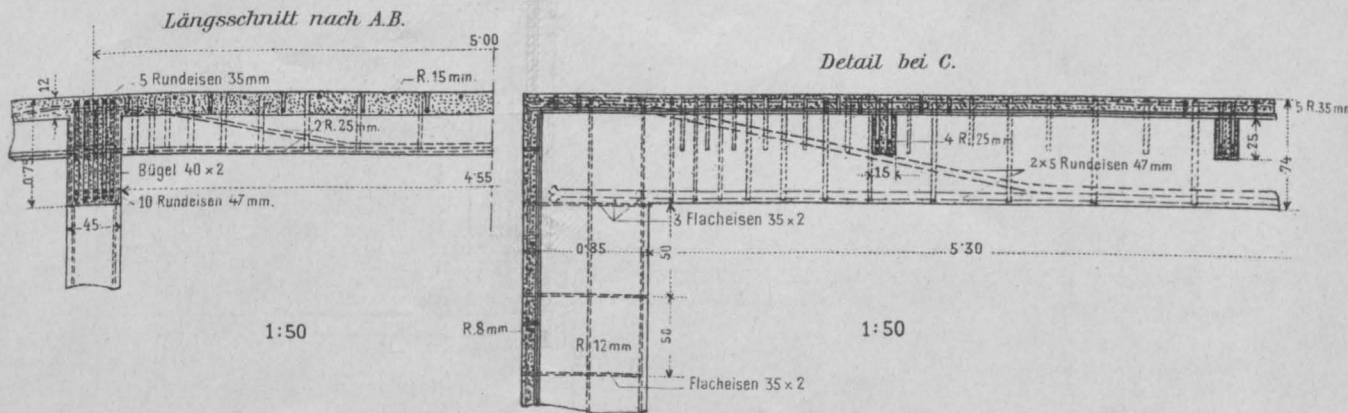 Längsschnitt nach A.B.
5·00
12
5 Rundeisen 35mm
R.15mm.
2 R.25mm.
0·75
Bügel 40×2
4·55
10 Rundeisen 47mm.
45
1:50
Detail bei C.
5 R.35mm
4 R.25mm
25
74
15
2×5 Rundeisen 47mm
3 Flacheisen 35×2
0·85
50
5·30
R.8mm
1:50
50
R.12mm
Flacheisen 35×2